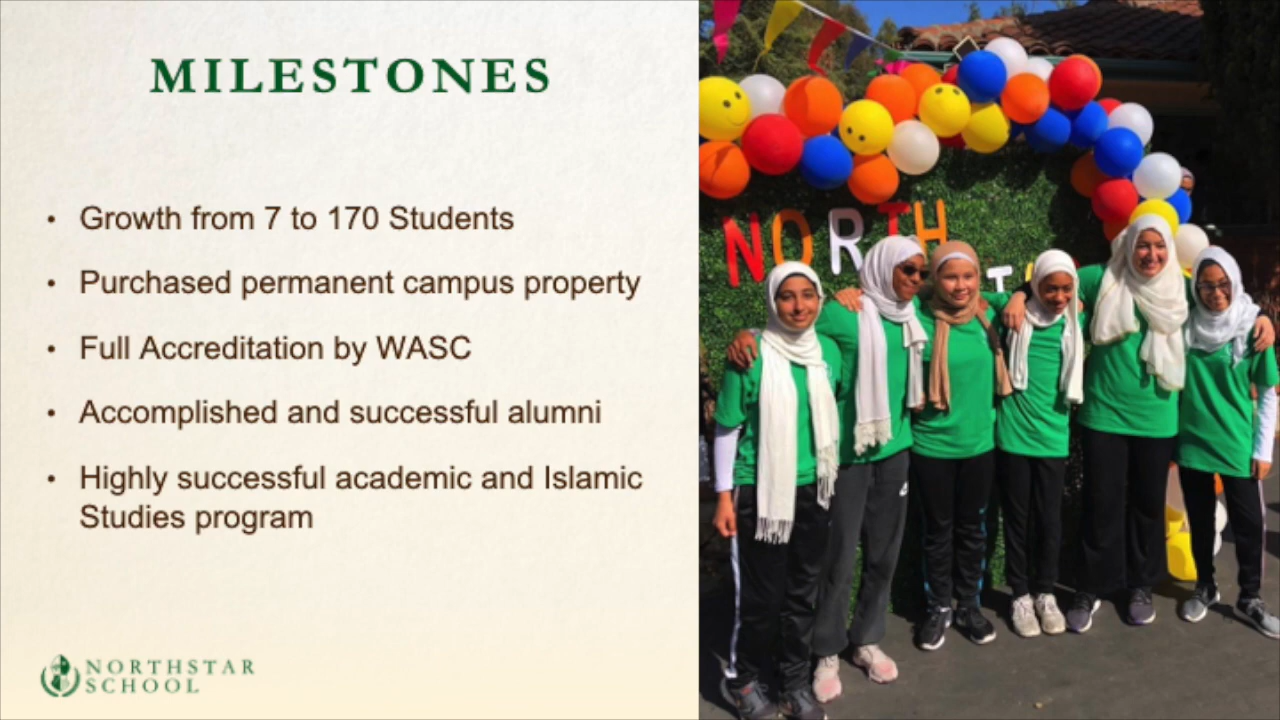 MILESTONES
• Growth from 7 to 170 Students
• Purchased permanent campus property
• Full Accreditation by WASC
• Accomplished and successful alumni
• Highly successful academic and Islamic
Studies program
NORTHSTAR
SCHOOL
NORTH